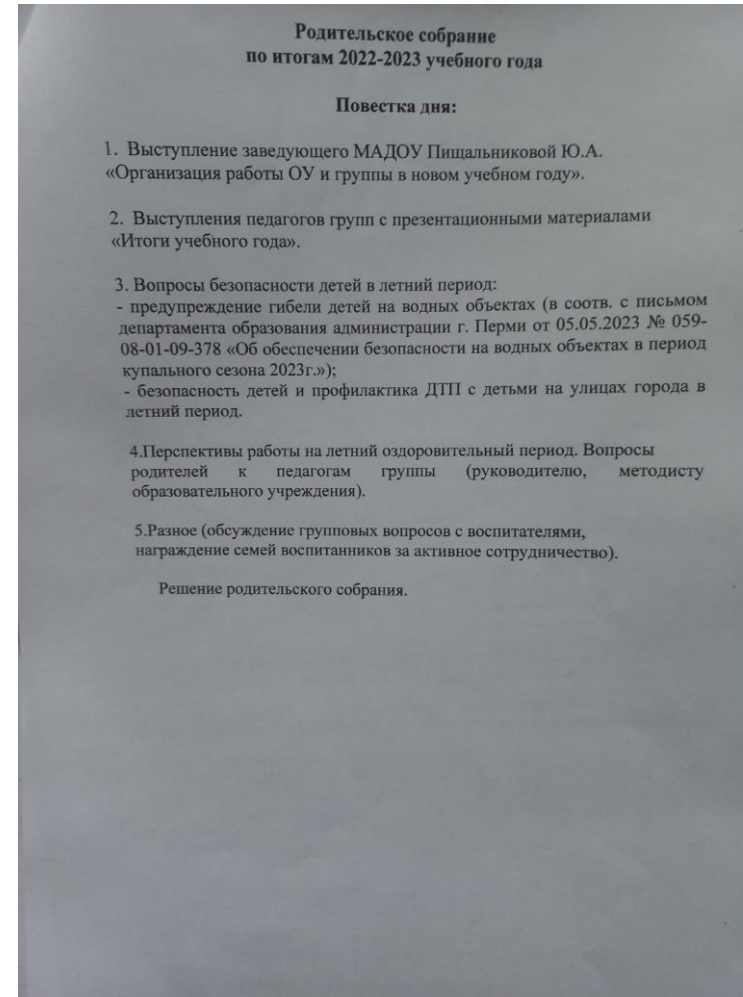 Родительское собрание
по итогам 2022-2023 учебного года
Повестка дня:
1. Выступление заведующего МАДОУ Пищальниковой Ю.А.
«Организация работы ОУ и группы в новом учебном году».
2. Выступления педагогов групп с презентационными материалами
«Итоги учебного года».
3. Вопросы безопасности детей в летний период:
- предупреждение гибели детей на водных объектах (в соотв. с письмом
департамента образования администрации г. Перми от 05.05.2023 № 059-
08-01-09-378 «Об обеспечении безопасности на водных объектах в период
купального сезона 2023г.»);
- безопасность детей и профилактика ДТП с детьми на улицах города в
летний период.
4.Перспективы работы на летний оздоровительный период. Вопросы
родителей к педагогам группы (руководителю, методисту
образовательного учреждения).
5.Разное (обсуждение групповых вопросов с воспитателями,
награждение семей воспитанников за активное сотрудничество).
Решение родительского собрания.